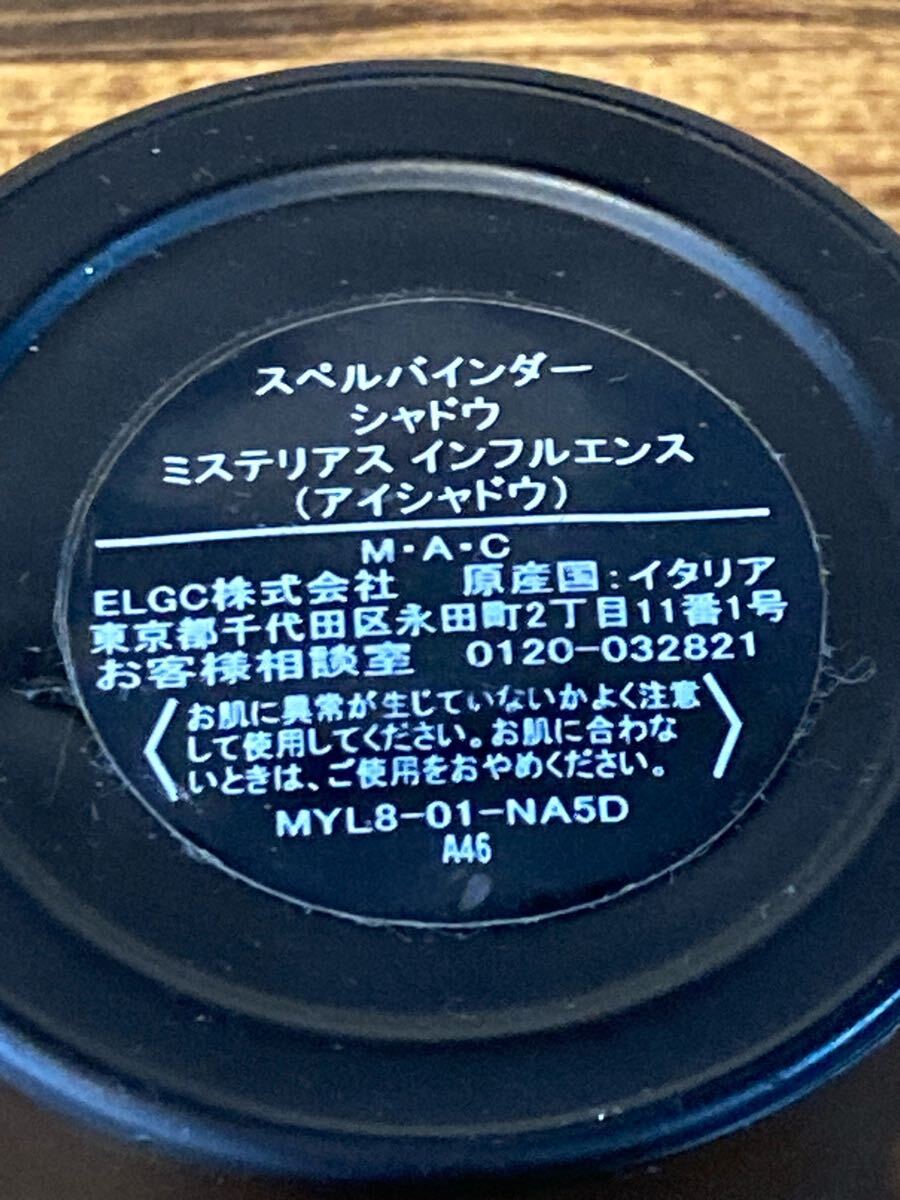 スペルバインダー
シャドウ
ミステリアス インフルエンス
(アイシャドウ)
M・A・C
ELGC株式会社 原産国:イタリア
東京都千代田区永田町2丁目11番1号
お客様相談室 0120-032821
〈お肌に異常が生じていないかよく注意
して使用してください。お肌に合わな
いときは、ご使用をおやめください。〉
MYL8-01-NA5D
A46